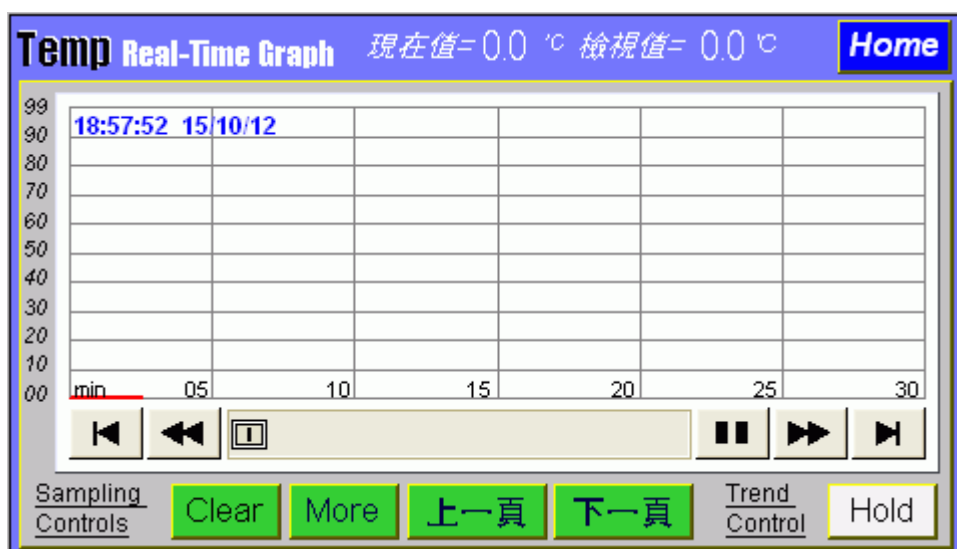 Temp Real-Time Graph 現在值= 0.0 ℃ 檢視值= 0.0 ℃ Home
99
90
80
70
60
50
40
30
20
10
00
18:57:52 15/10/12
min 05 10 15 20 25 30
Sampling Controls
Clear More 上一頁 下一頁
Trend Control
Hold